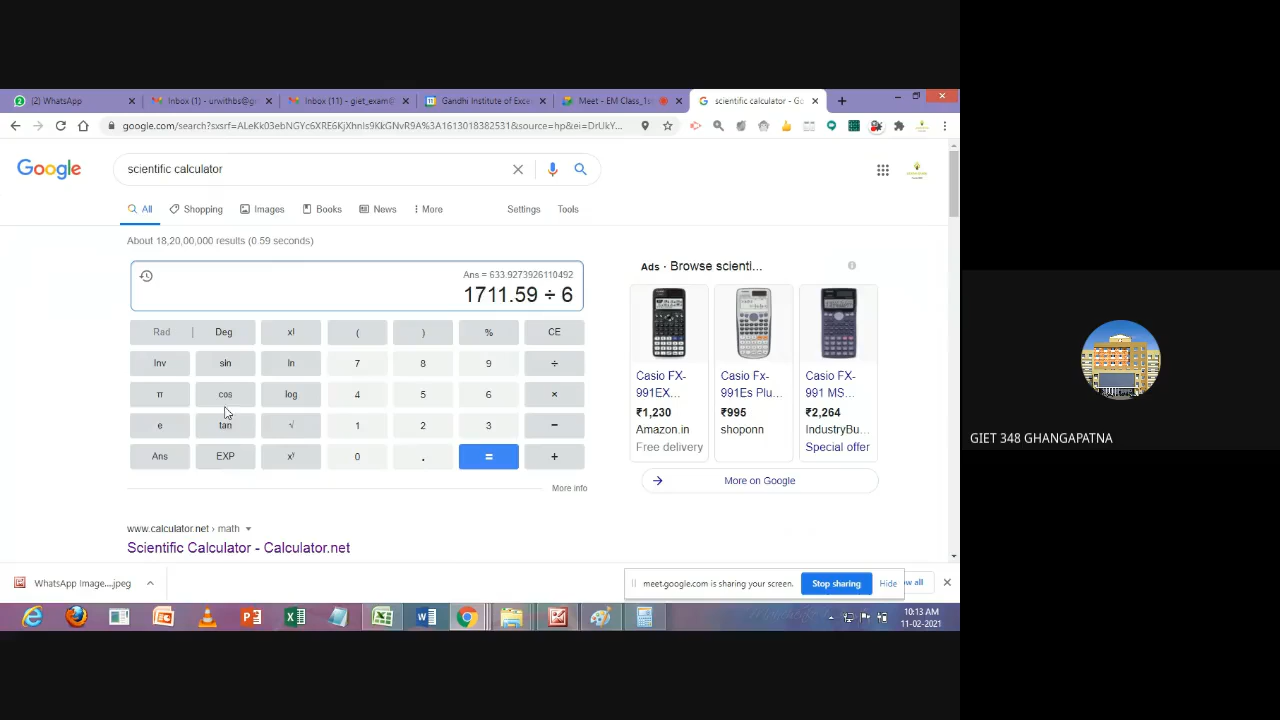 (2) WhatsApp
Inbox (1) - urwithbs@g
Inbox (11) - giet_exam@
Gandhi Institute of Exce
Meet - EM Class_1s
scientific calculator - Go
google.com/search?sxsrf=ALeKk03ebNGYc6XRE6KjXhnIs9KkGNvR9A%3A1613018382531&source=hp&ei=DrUkY...
Google
scientific calculator
All
Shopping
Images
Books
News
More
Settings
Tools
About 18,20,00,000 results (0.59 seconds)
Ans = 633.9273926110492
1711.59 ÷ 6
Rad | Deg x! ( ) % CE
Inv sin ln 7 9 ÷
π cos log 4 5 6 ×
e tan √ 1 2 3 −
Ans EXP 0 . = +
More info
Ads · Browse scienti...
Casio FX-
991EX...
₹1,230
Amazon.in
Free delivery
Casio Fx-
991Es Plu...
₹995
shoponn
Casio FX-
991 MS...
₹2,264
IndustryBu...
Special offer
More on Google
www.calculator.net › math
Scientific Calculator - Calculator.net
WhatsApp Image....jpeg
meet.google.com is sharing your screen.
Stop sharing
Hide
ow all
10:13 AM
11-02-2021
GIET 348 GHANGAPATNA